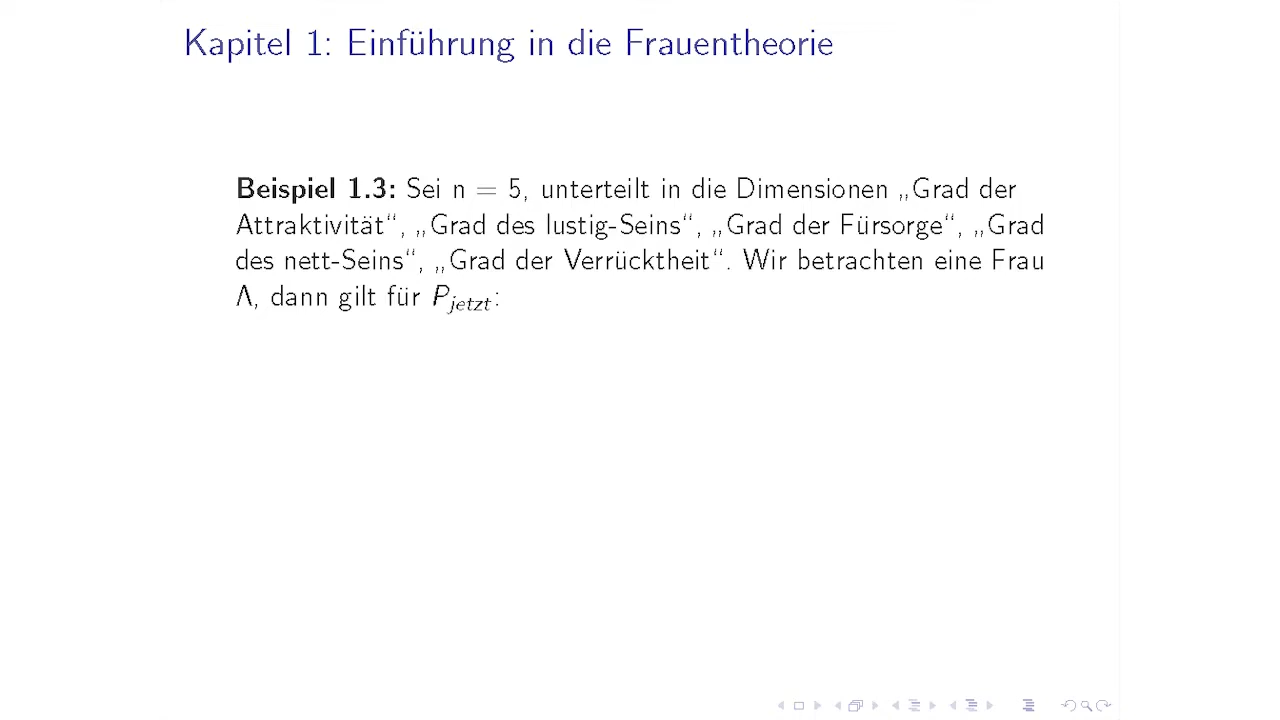 Kapitel 1: Einführung in die Frauentheorie
Beispiel 1.3: Sei n = 5, unterteilt in die Dimensionen „Grad der
Attraktivität“, „Grad des lustig-Seins“, „Grad der Fürsorge“, „Grad
des nett-Seins“, „Grad der Verrücktheit“. Wir betrachten eine Frau
Λ, dann gilt für P_jetzt: